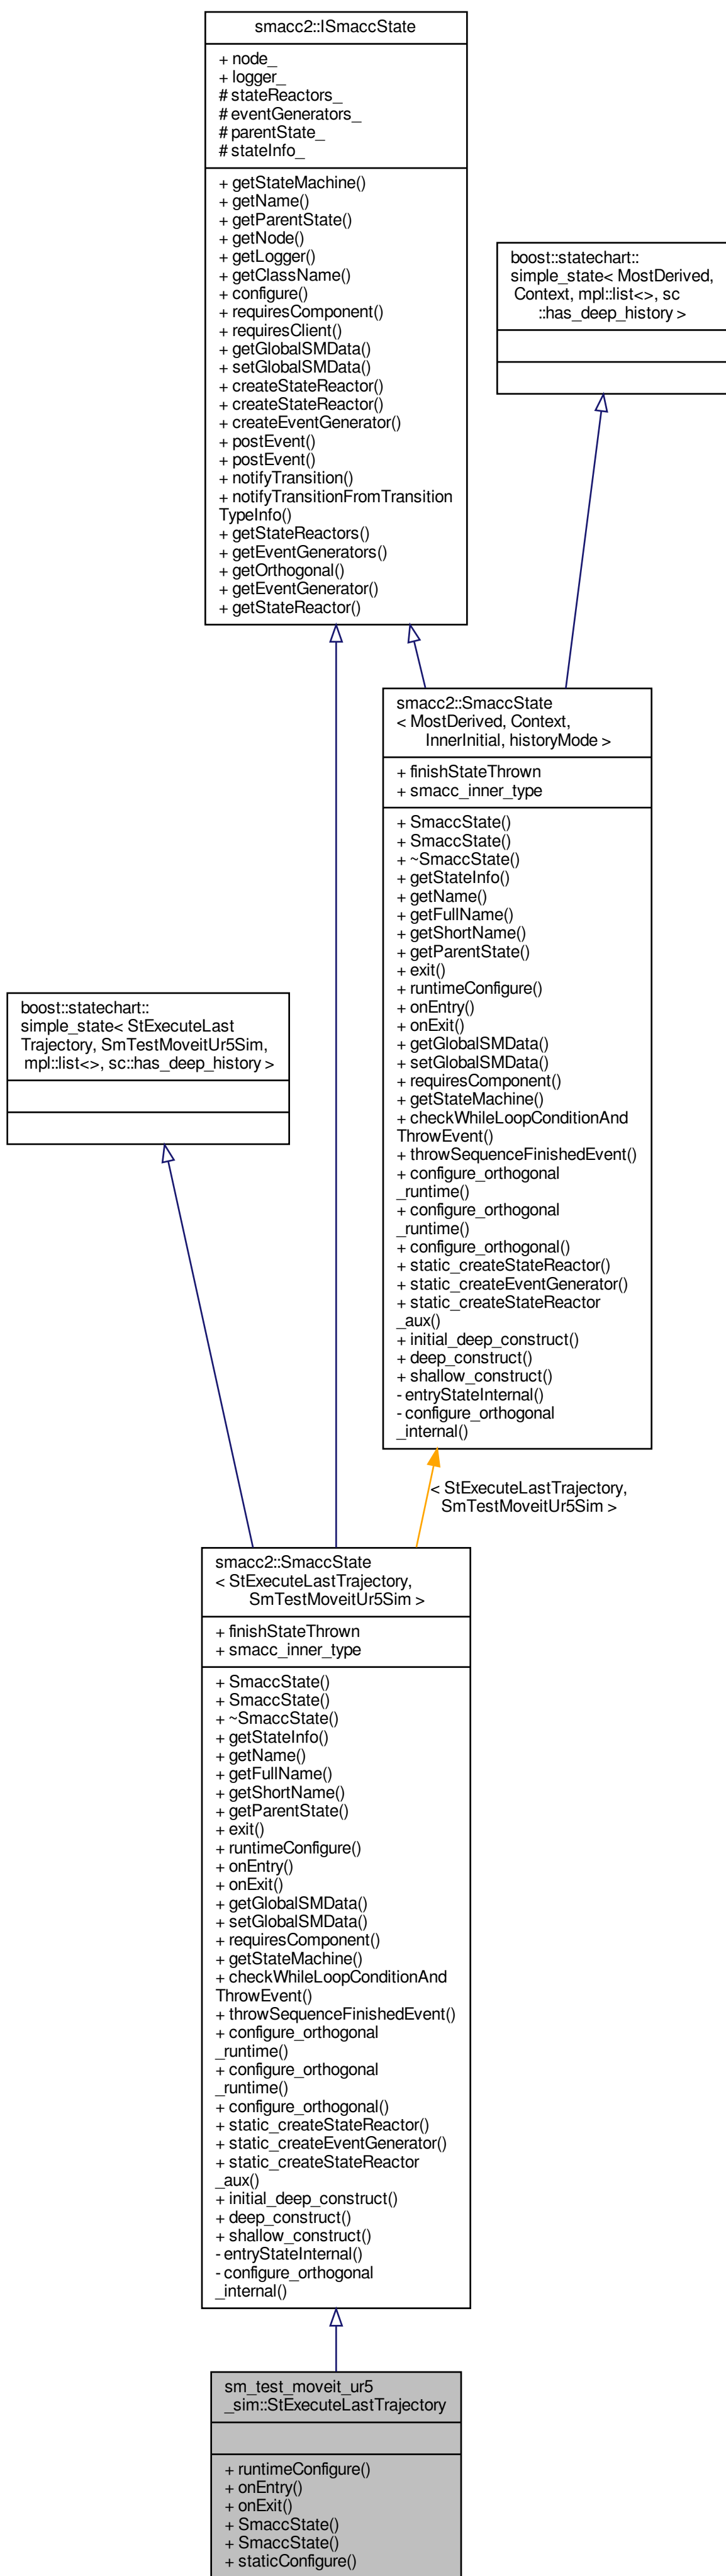 smacc2::ISmaccState
+ node_
+ logger_
# stateReactors_
# eventGenerators_
# parentState_
# stateInfo_
+ getStateMachine()
+ getName()
+ getParentState()
+ getNode()
+ getLogger()
+ getClassName()
+ configure()
+ requiresComponent()
+ requiresClient()
+ getGlobalSMData()
+ setGlobalSMData()
+ createStateReactor()
+ createStateReactor()
+ createEventGenerator()
+ postEvent()
+ postEvent()
+ notifyTransition()
+ notifyTransitionFromTransition
TypeInfo()
+ getStateReactors()
+ getEventGenerators()
+ getOrthogonal()
+ getEventGenerator()
+ getStateReactor()
boost::statechart::
simple_state< MostDerived,
Context, mpl::list<>, sc
::has_deep_history >
smacc2::SmaccState
< MostDerived, Context,
InnerInitial, historyMode >
+ finishStateThrown
+ smacc_inner_type
+ SmaccState()
+ SmaccState()
+ ~SmaccState()
+ getStateInfo()
+ getName()
+ getFullName()
+ getShortName()
+ getParentState()
+ exit()
+ runtimeConfigure()
+ onEntry()
+ onExit()
+ getGlobalSMData()
+ setGlobalSMData()
+ requiresComponent()
+ getStateMachine()
+ checkWhileLoopConditionAnd
ThrowEvent()
+ throwSequenceFinishedEvent()
+ configure_orthogonal
_runtime()
+ configure_orthogonal
_runtime()
+ configure_orthogonal()
+ static_createStateReactor()
+ static_createEventGenerator()
+ static_createStateReactor
_aux()
+ initial_deep_construct()
+ deep_construct()
+ shallow_construct()
- entryStateInternal()
- configure_orthogonal
_internal()
boost::statechart::
simple_state< StExecuteLast
Trajectory, SmTestMoveitUr5Sim,
mpl::list<>, sc::has_deep_history >
< StExecuteLastTrajectory,
SmTestMoveitUr5Sim >
smacc2::SmaccState
< StExecuteLastTrajectory,
SmTestMoveitUr5Sim >
+ finishStateThrown
+ smacc_inner_type
+ SmaccState()
+ SmaccState()
+ ~SmaccState()
+ getStateInfo()
+ getName()
+ getFullName()
+ getShortName()
+ getParentState()
+ exit()
+ runtimeConfigure()
+ onEntry()
+ onExit()
+ getGlobalSMData()
+ setGlobalSMData()
+ requiresComponent()
+ getStateMachine()
+ checkWhileLoopConditionAnd
ThrowEvent()
+ throwSequenceFinishedEvent()
+ configure_orthogonal
_runtime()
+ configure_orthogonal
_runtime()
+ configure_orthogonal()
+ static_createStateReactor()
+ static_createEventGenerator()
+ static_createStateReactor
_aux()
+ initial_deep_construct()
+ deep_construct()
+ shallow_construct()
- entryStateInternal()
- configure_orthogonal
_internal()
sm_test_moveit_ur5
_sim::StExecuteLastTrajectory
+ runtimeConfigure()
+ onEntry()
+ onExit()
+ SmaccState()
+ SmaccState()
+ staticConfigure()